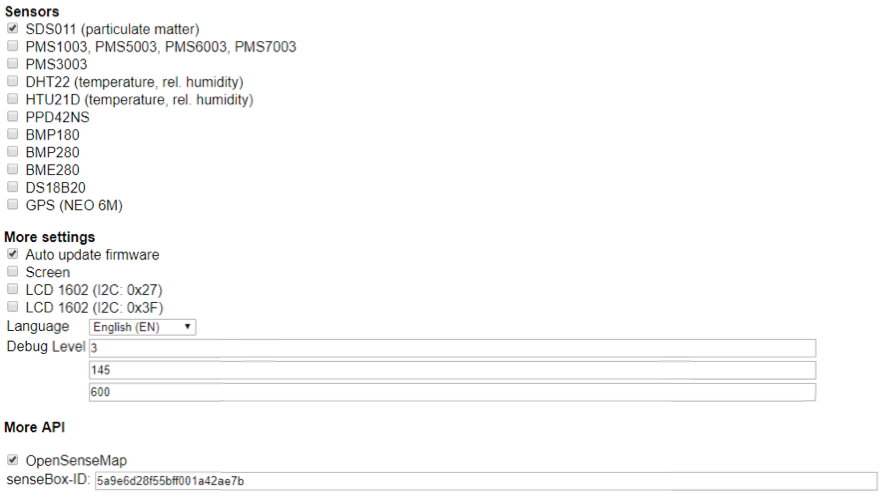 Sensors
SDS011 (particulate matter)
PMS1003, PMS5003, PMS6003, PMS7003
PMS3003
DHT22 (temperature, rel. humidity)
HTU21D (temperature, rel. humidity)
PPD42NS
BMP180
BMP280
BME280
DS18B20
GPS (NEO 6M)
More settings
Auto update firmware
Screen
LCD 1602 (I2C: 0x27)
LCD 1602 (I2C: 0x3F)
Language English (EN)
Debug Level 3
145
600
More API
OpenSenseMap
senseBox-ID: 5a9e6d28f55bff001a42ae7b